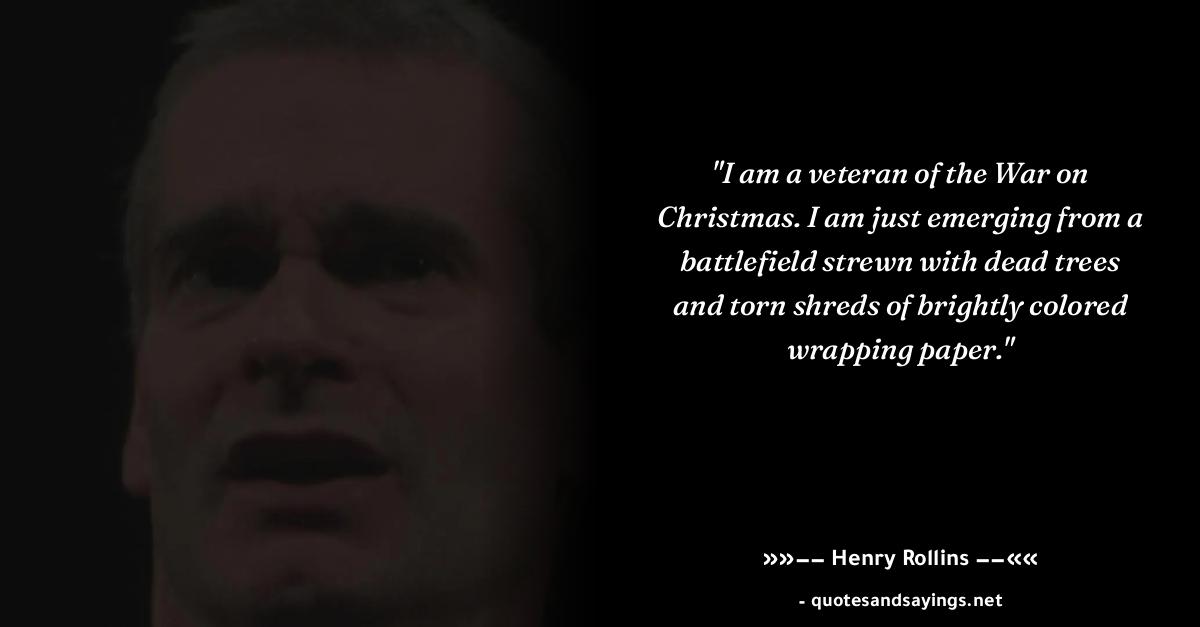 "I am a veteran of the War on
Christmas. I am just emerging from a
battlefield strewn with dead trees
and torn shreds of brightly colored
wrapping paper."
»»−− Henry Rollins −−««
- quotesandsayings.net